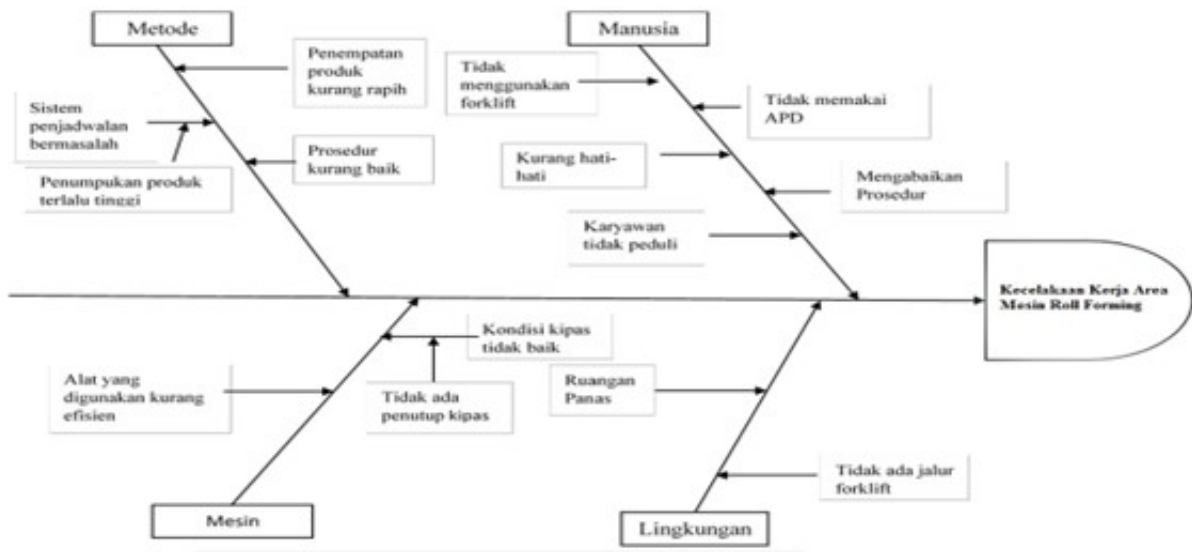 Metode
Manusia
Penempatan
produk
kurang rapih
Tidak
menggunakan
forklift
Sistem
penjadwalan
bermasalah
Tidak memakai
APD
Prosedur
kurang baik
Kurang hati-
hati
Penumpukan produk
terlalu tinggi
Mengabaikan
Prosedur
Karyawan
tidak peduli
Kecelakaan Kerja Area
Mesin Roll Forming
Kondisi kipas
tidak baik
Alat yang
digunakan kurang
efisien
Tidak ada
penutup kipas
Ruangan
Panas
Tidak ada jalur
forklift
Mesin
Lingkungan